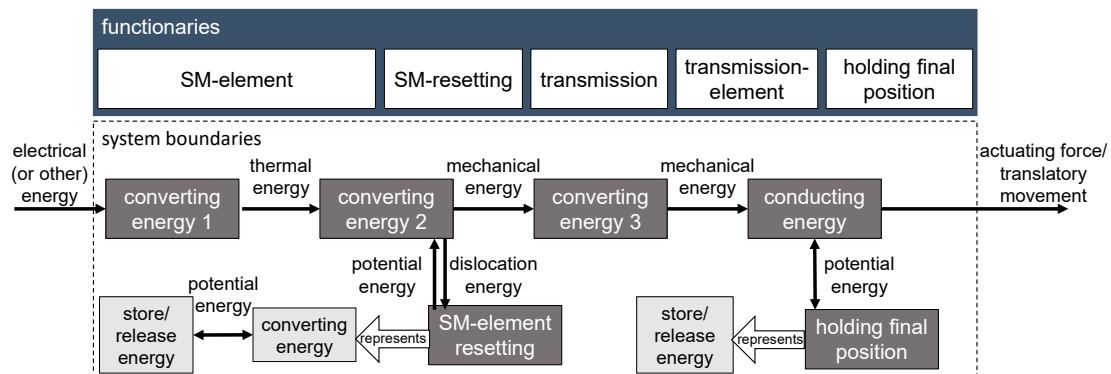 functionaries
SM-element
SM-resetting
transmission
transmission-
element
holding final
position
system boundaries
electrical
(or other)
energy
converting
energy 1
thermal
energy
converting
energy 2
mechanical
energy
converting
energy 3
mechanical
energy
conducting
energy
actuating force/
translatory
movement
potential
energy
dislocation
energy
potential
energy
store/
release
energy
potential
energy
converting
energy
represents
SM-element
resetting
store/
release
energy
represents
holding final
position